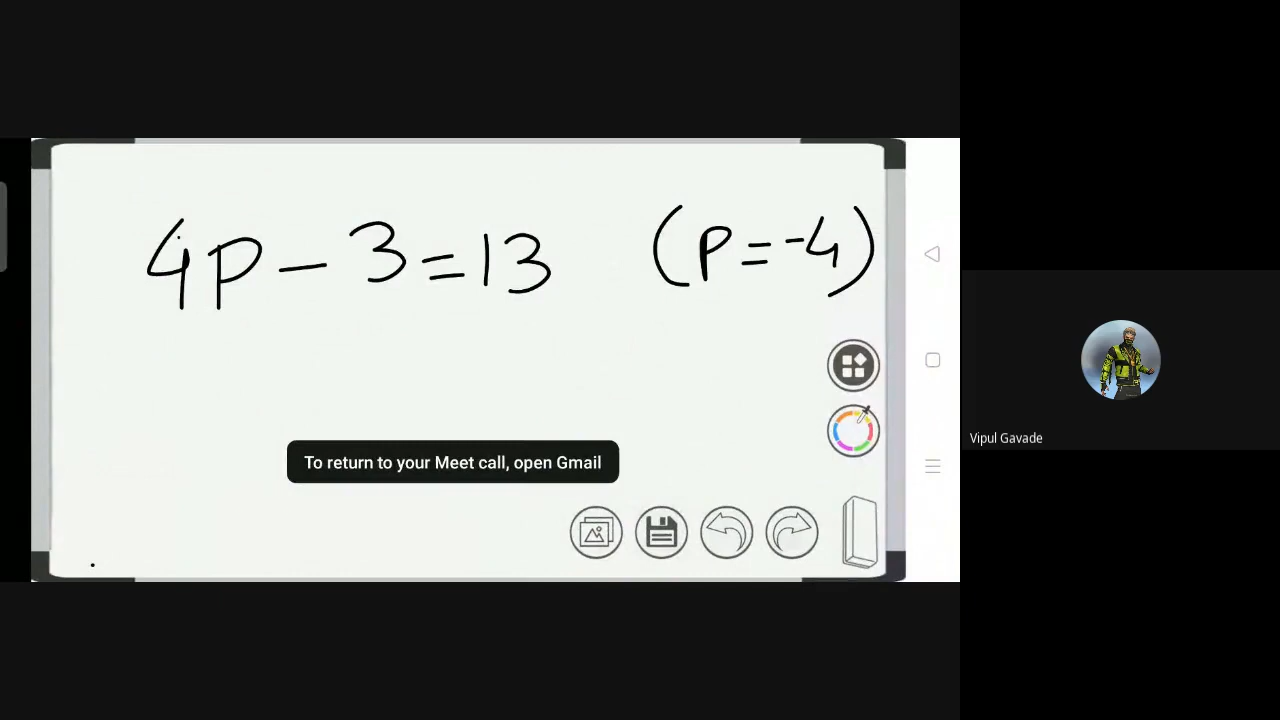 4p - 3 = 13 (p = -4)
To return to your Meet call, open Gmail
Vipul Gavade